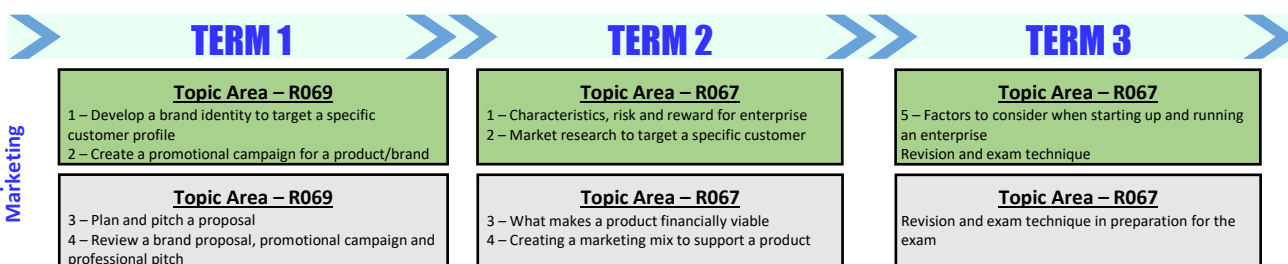 TERM 1
TERM 2
TERM 3
Marketing
Topic Area – R069
1 – Develop a brand identity to target a specific
customer profile
2 – Create a promotional campaign for a product/brand
Topic Area – R067
1 – Characteristics, risk and reward for enterprise
2 – Market research to target a specific customer
Topic Area – R067
5 – Factors to consider when starting up and running
an enterprise
Revision and exam technique
Topic Area – R069
3 – Plan and pitch a proposal
4 – Review a brand proposal, promotional campaign and
professional pitch
Topic Area – R067
3 – What makes a product financially viable
4 – Creating a marketing mix to support a product
Topic Area – R067
Revision and exam technique in preparation for the
exam